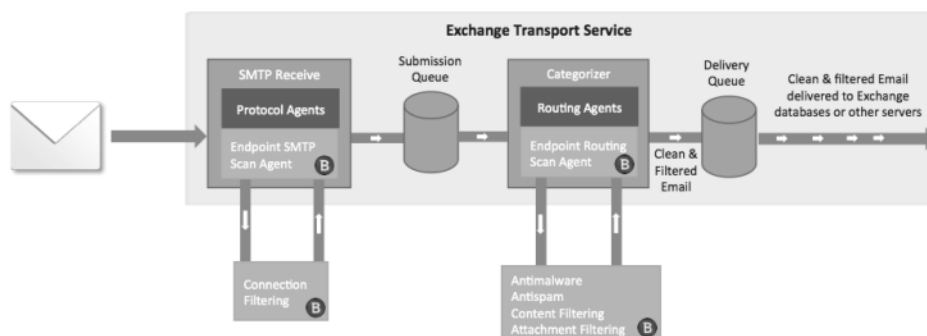 Exchange Transport Service
SMTP Receive
Protocol Agents
Endpoint SMTP
Scan Agent
B
Submission
Queue
Categorizer
Routing Agents
Endpoint Routing
Scan Agent
B
Clean &
Filtered
Email
Delivery
Queue
Clean & filtered Email
delivered to Exchange
databases or other servers
Connection
Filtering
B
Antimalware
Antispam
Content Filtering
Attachment Filtering
B